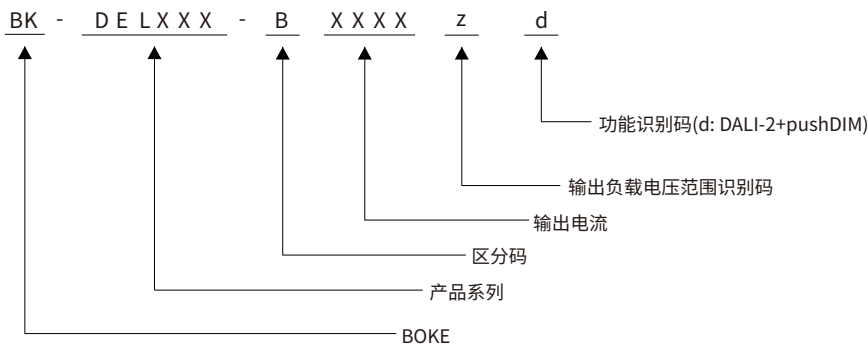 BK - DELXXX - B XXXX z d
功能识别码(d: DALI-2+pushDIM)
输出负载电压范围识别码
输出电流
区分码
产品系列
BOKE